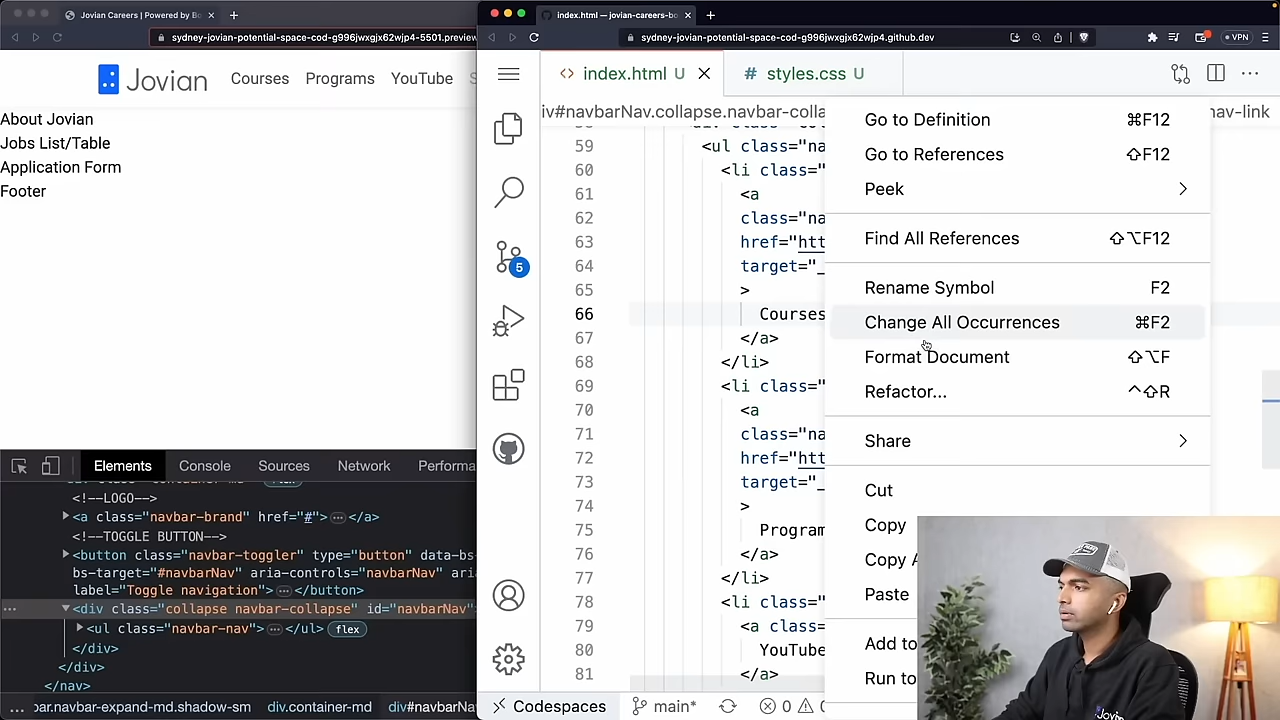 Jovian Careers | Powered by Bo
sydney-jovian-potential-space-cod-g996jwxgjx62wjp4-5501.preview
Jovian
Courses
Programs
YouTube
S
About Jovian
Jobs List/Table
Application Form
Footer
Elements
Console
Sources
Network
Performa
<!--LOGO-->
<a class="navbar-brand" href="#"> … </a>
<!--TOGGLE BUTTON-->
<button class="navbar-toggler" type="button" data-bs-
bs-target="#navbarNav" aria-controls="navbarNav" aria
label="Toggle navigation"> … </button>
<div class="collapse navbar-collapse" id="navbarNav"
<ul class="navbar-nav"> … </ul> flex
</div>
</div>
</nav>
... bar.navbar-expand-md.shadow-sm div.container-md div#navbarNav
index.html — jovian-careers-bo
sydney-jovian-potential-space-cod-g996jwxgjx62wjp4.github.dev
VPN
index.html U
# styles.css U
iv#navbarNav.collapse.navbar-colla
nav-link
59 <ul class="na
60 <li class="
61 <a
62 class="na
63 href="htt
64 target="_
65 >
66 Courses
67 </a>
68 </li>
69 <li class="
70 <a
71 class="na
72 href="htt
73 target="_
74 >
75 Program
76 </a>
77 </li>
78 <li class="
79 <a class=
80 YouTube
81 </a>
5
Go to Definition ⌘F12
Go to References ⇧F12
Peek
Find All References ⇧⌥F12
Rename Symbol F2
Change All Occurrences ⌘F2
Format Document ⇧⌥F
Refactor... ^⇧R
Share
Cut
Copy
Copy A
Paste
Add to
Run to
Jovian
Codespaces
main*
0